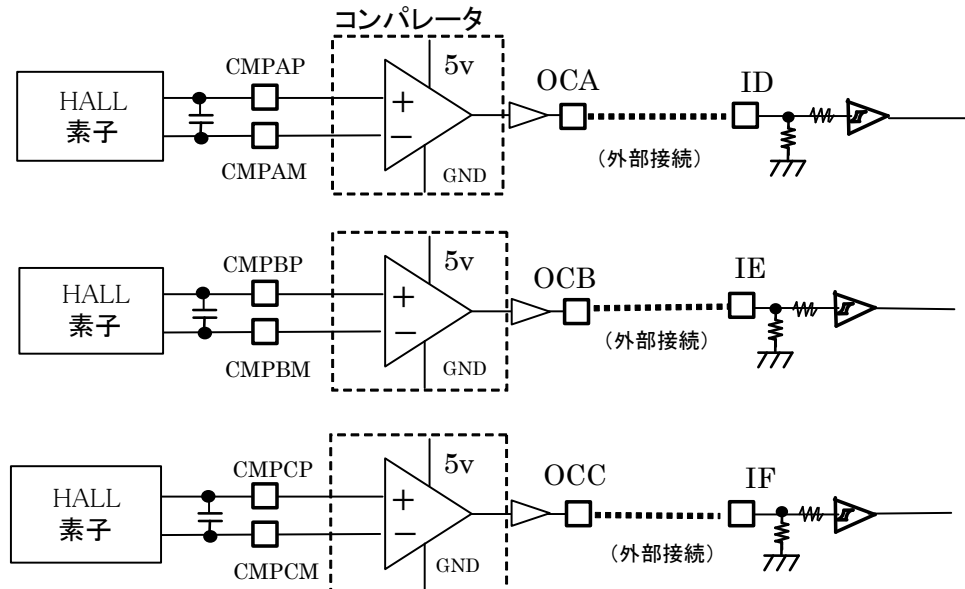 コンパレータ
HALL
素子
CMPAP
CMPAM
+
−
5v
GND
OCA
(外部接続)
ID
HALL
素子
CMPBP
CMPBM
+
−
5v
GND
OCB
(外部接続)
IE
HALL
素子
CMPCP
CMPCM
+
−
5v
GND
OCC
(外部接続)
IF